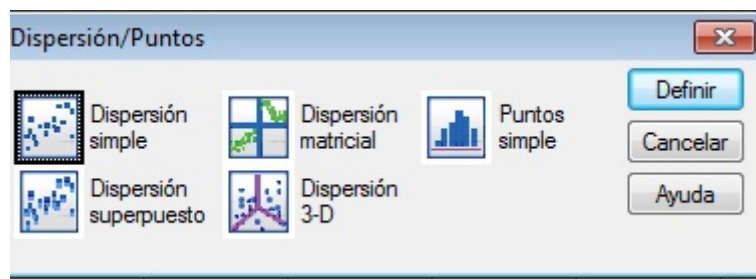 Dispersión/Puntos
Dispersión
simple
Dispersión
matricial
Puntos
simple
Dispersión
superpuesto
Dispersión
3-D
Definir
Cancelar
Ayuda